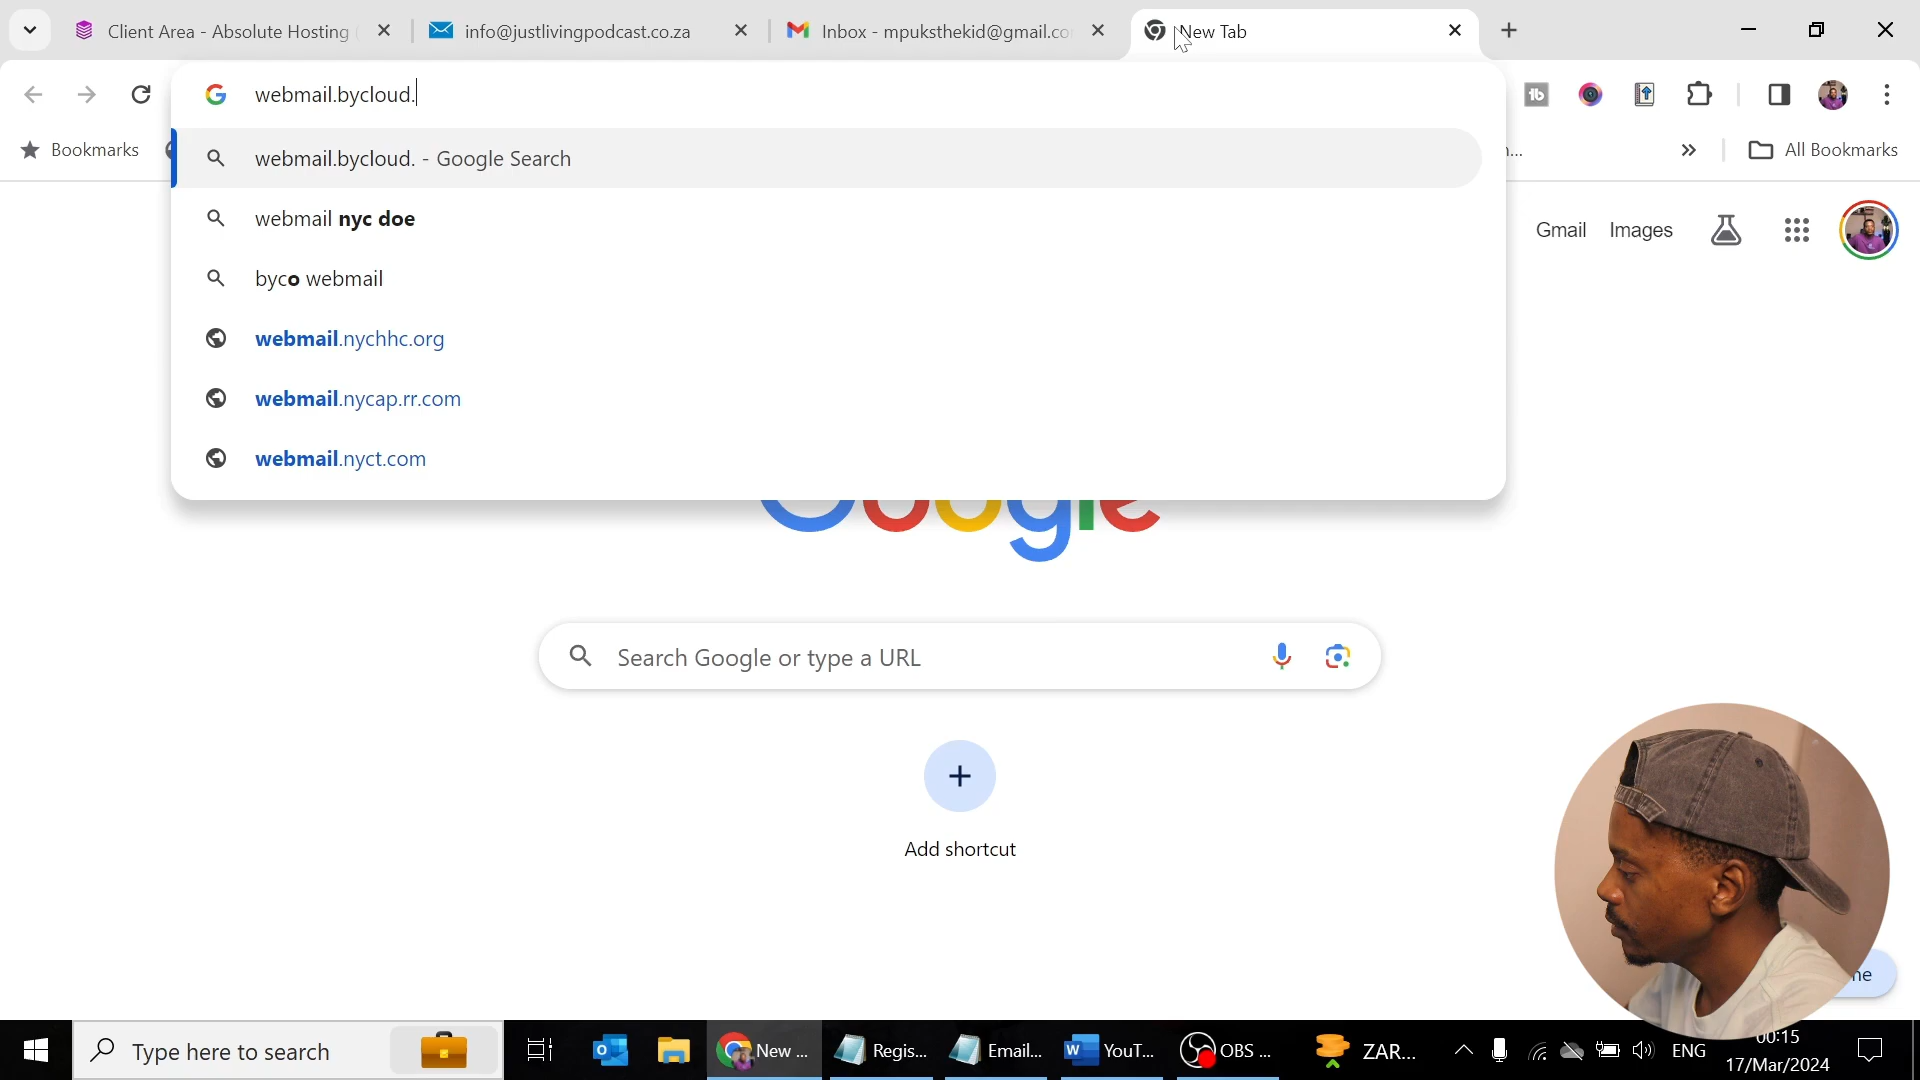 Client Area - Absolute Hosting
info@justlivingpodcast.co.za
Inbox - mpuksthekid@gmail.co
New Tab
webmail.bycloud.
webmail.bycloud. - Google Search
webmail nyc doe
byco webmail
webmail.nychhc.org
webmail.nycap.rr.com
webmail.nyct.com
Bookmarks
All Bookmarks
Gmail
Images
Google
Search Google or type a URL
Add shortcut
Type here to search
New ...
Regis...
Email...
YouT...
OBS ...
ZAR...
ENG
00:15
17/Mar/2024